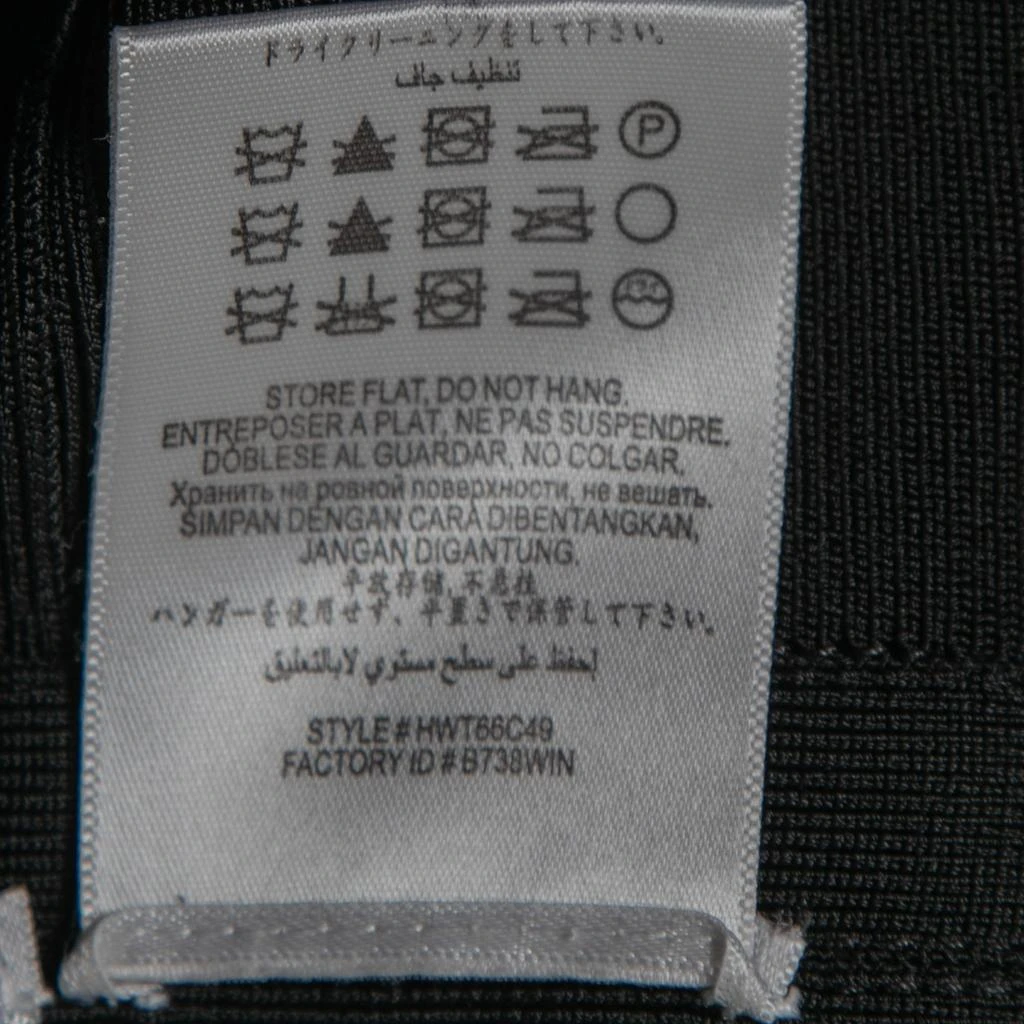 ドライクリーニングをして下さい。
تنظيف جاف
P
STORE FLAT, DO NOT HANG.
ENTREPOSER A PLAT, NE PAS SUSPENDRE.
DOBLESE AL GUARDAR, NO COLGAR.
Хранить на ровной поверхности, не вешать.
SIMPAN DENGAN CARA DIBENTANGKAN,
JANGAN DIGANTUNG.
平放存储, 不悬挂
ハンガーを使用せず、平置きで保管して下さい。
إحفظ على سطح مستوي لابالتعليق
STYLE # HWT66C49
FACTORY ID # B738WIN